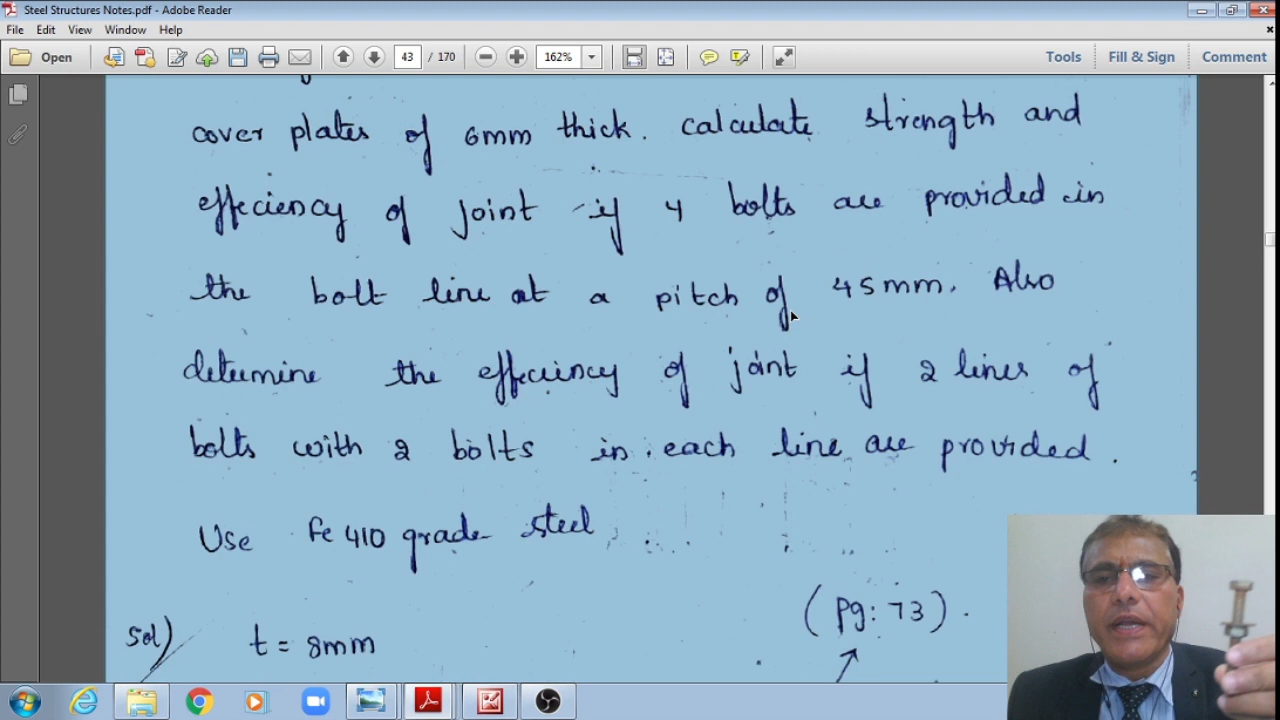 Steel Structures Notes.pdf - Adobe Reader
File Edit View Window Help
Open 43 / 170 162% Tools Fill & Sign Comment
cover plates of 6mm thick. calculate strength and
effeciency of joint if 4 bolts are provided in
the bolt line at a pitch of 45mm. Also
determine the effeciency of joint if 2 lines of
bolts with 2 bolts in each line are provided.
Use Fe 410 grade steel
(pg: 73).
Sol) t = 8mm